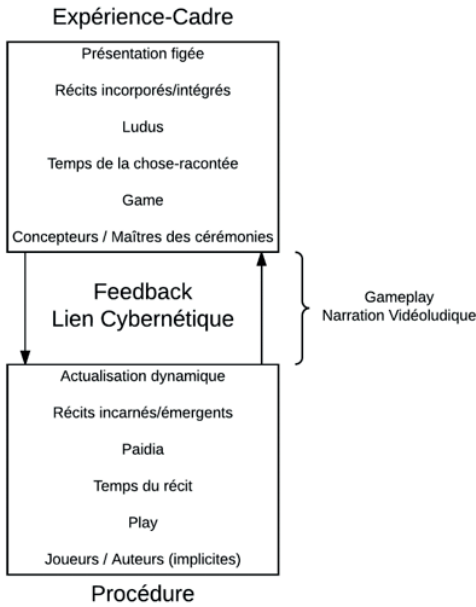 Expérience-Cadre
Présentation figée
Récits incorporés/intégrés
Ludus
Temps de la chose-racontée
Game
Concepteurs / Maîtres des cérémonies
Feedback
Lien Cybernétique
Gameplay
Narration Vidéoludique
Actualisation dynamique
Récits incarnés/émergents
Paidia
Temps du récit
Play
Joueurs / Auteurs (implicites)
Procédure